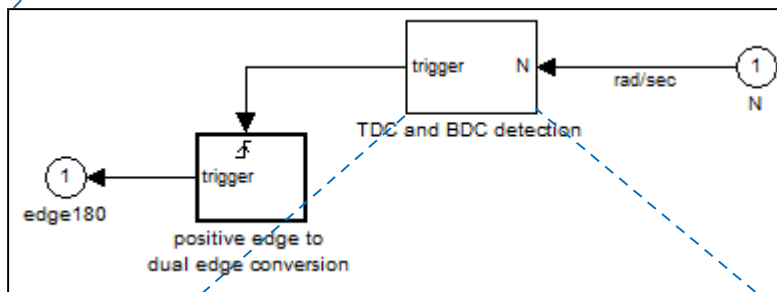 trigger
N
1
rad/sec
N
TDC and BDC detection
trigger
1
edge180
positive edge to
dual edge conversion